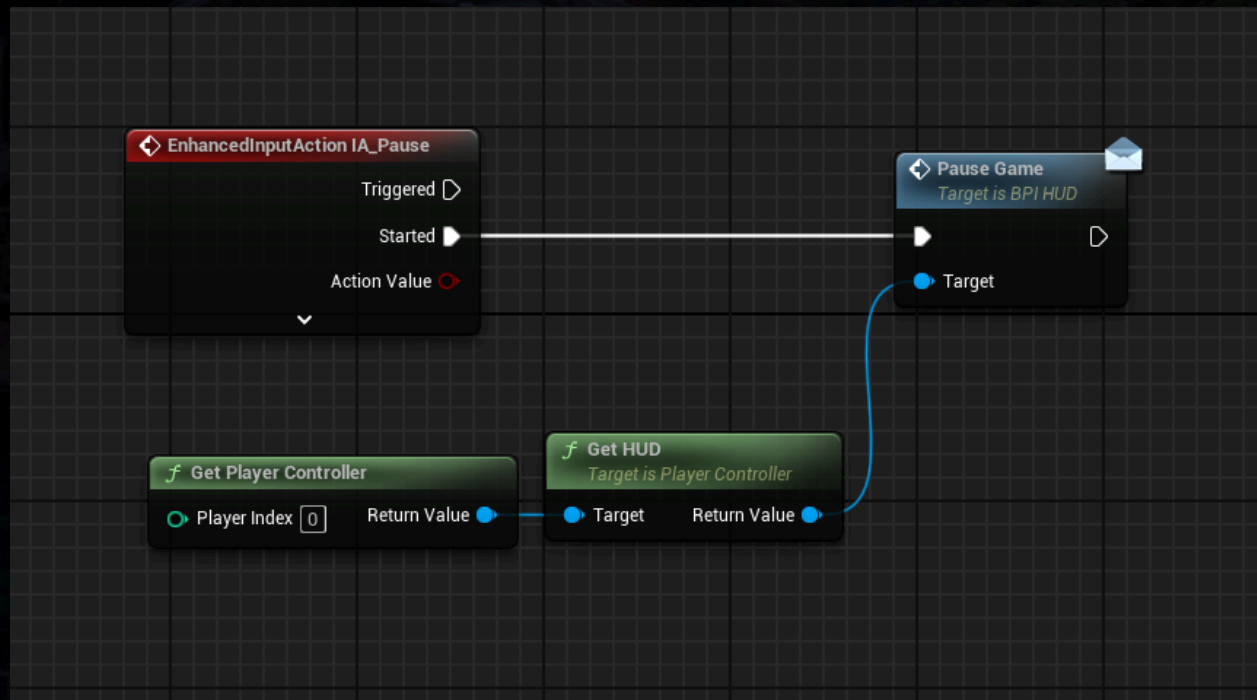 EnhancedInputAction IA_Pause
Triggered
Started
Action Value
Pause Game
Target is BPI HUD
Target
Get Player Controller
Player Index 0
Return Value
Get HUD
Target is Player Controller
Target
Return Value